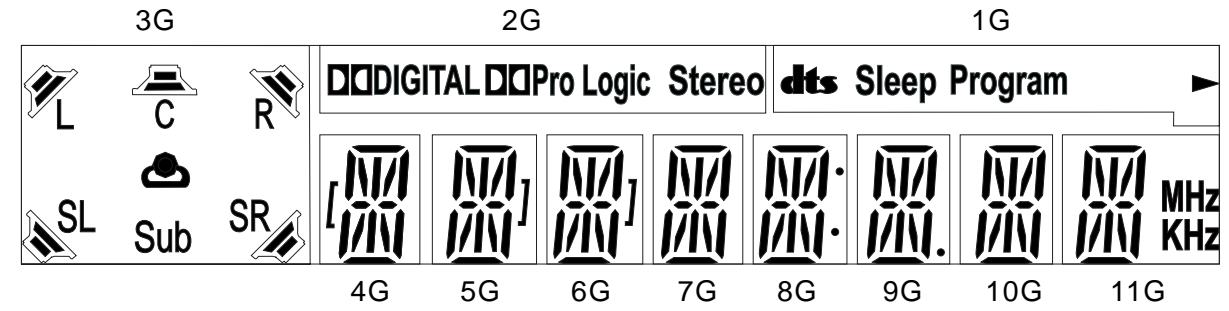 3G 2G 1G
DIGITAL Pro Logic Stereo dts Sleep Program
L C R
SL Sub SR
MHz
KHz
4G 5G 6G 7G 8G 9G 10G 11G